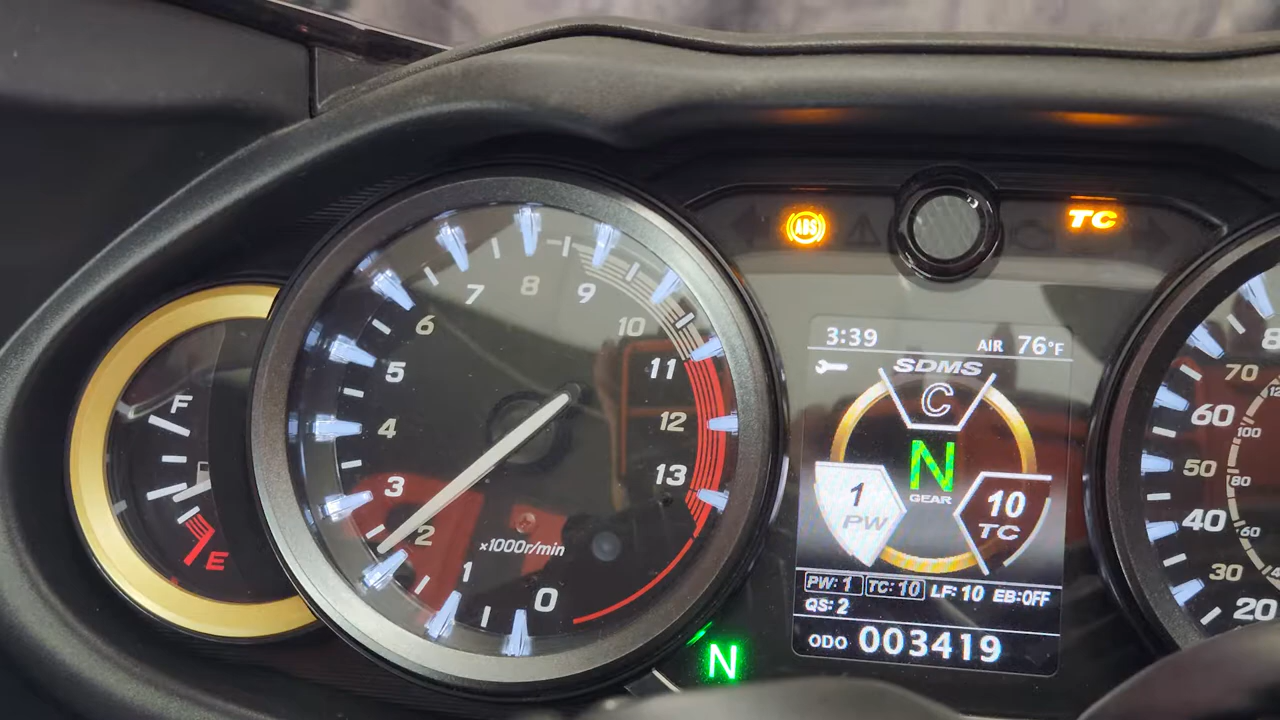 ABS
TC
F
E
0
1
2
3
4
5
6
7
8
9
10
11
12
13
x1000r/min
N
3:39 AIR 76°F
SDMS
C
N
GEAR
1
PW
10
TC
PW: 1 TC: 10 LF: 10 EB:OFF
QS: 2
ODO 003419
20
30
40
50
60
70
60
80
100